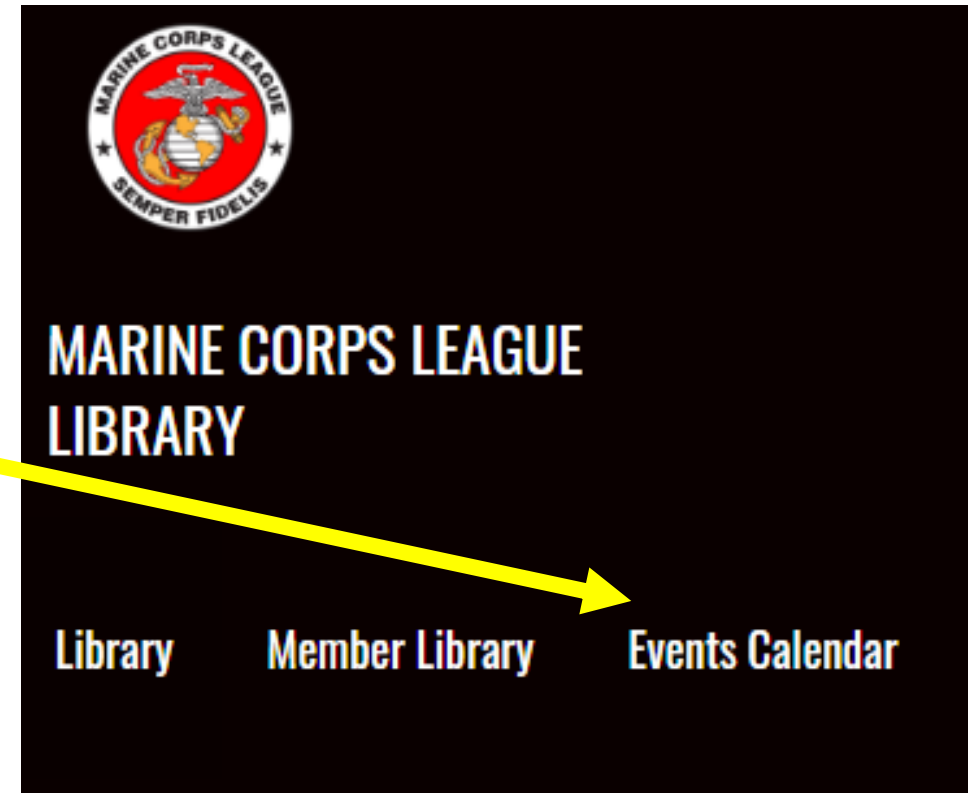 MARINE CORPS LEAGUE
SEMPER FIDELIS
MARINE CORPS LEAGUE
LIBRARY
Library Member Library Events Calendar